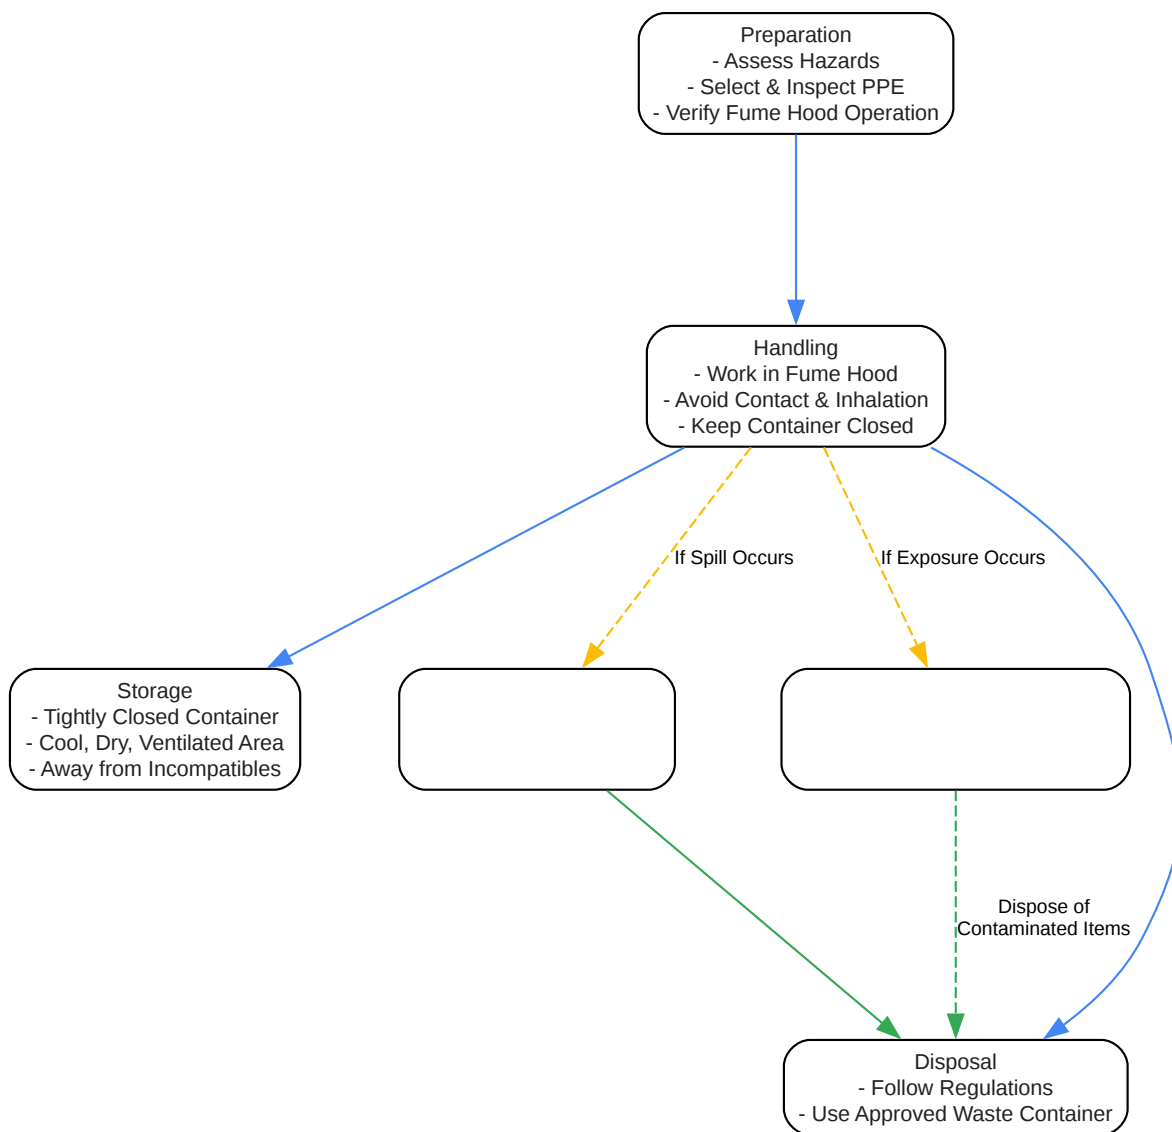 Preparation
- Assess Hazards
- Select & Inspect PPE
- Verify Fume Hood Operation
Handling
- Work in Fume Hood
- Avoid Contact & Inhalation
- Keep Container Closed
If Spill Occurs
If Exposure Occurs
Storage
- Tightly Closed Container
- Cool, Dry, Ventilated Area
- Away from Incompatibles
Dispose of
Contaminated Items
Disposal
- Follow Regulations
- Use Approved Waste Container